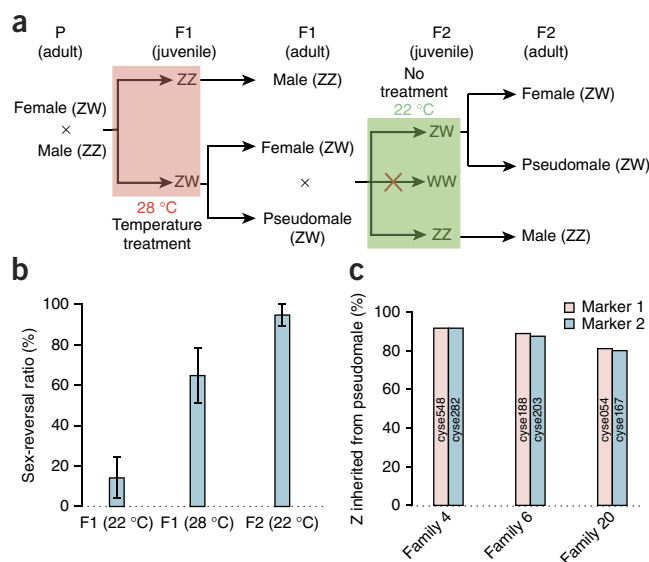 a
P
(adult)
F1
(juvenile)
F1
(adult)
F2
(juvenile)
F2
(adult)
Female (ZW)
×
Male (ZZ)
ZZ
ZW
28 °C
Temperature
treatment
Male (ZZ)
Female (ZW)
×
Pseudomale
(ZW)
No
treatment
22 °C
ZW
WW
ZZ
Female (ZW)
Pseudomale (ZW)
Male (ZZ)
b
Sex-reversal ratio (%)
100
80
60
40
20
0
F1 (22 °C)
F1 (28 °C)
F2 (22 °C)
c
Z inherited from pseudomale (%)
100
80
60
40
20
0
Marker 1
Marker 2
cyse548
cyse282
cyse188
cyse203
cyse054
cyse167
Family 4
Family 6
Family 20